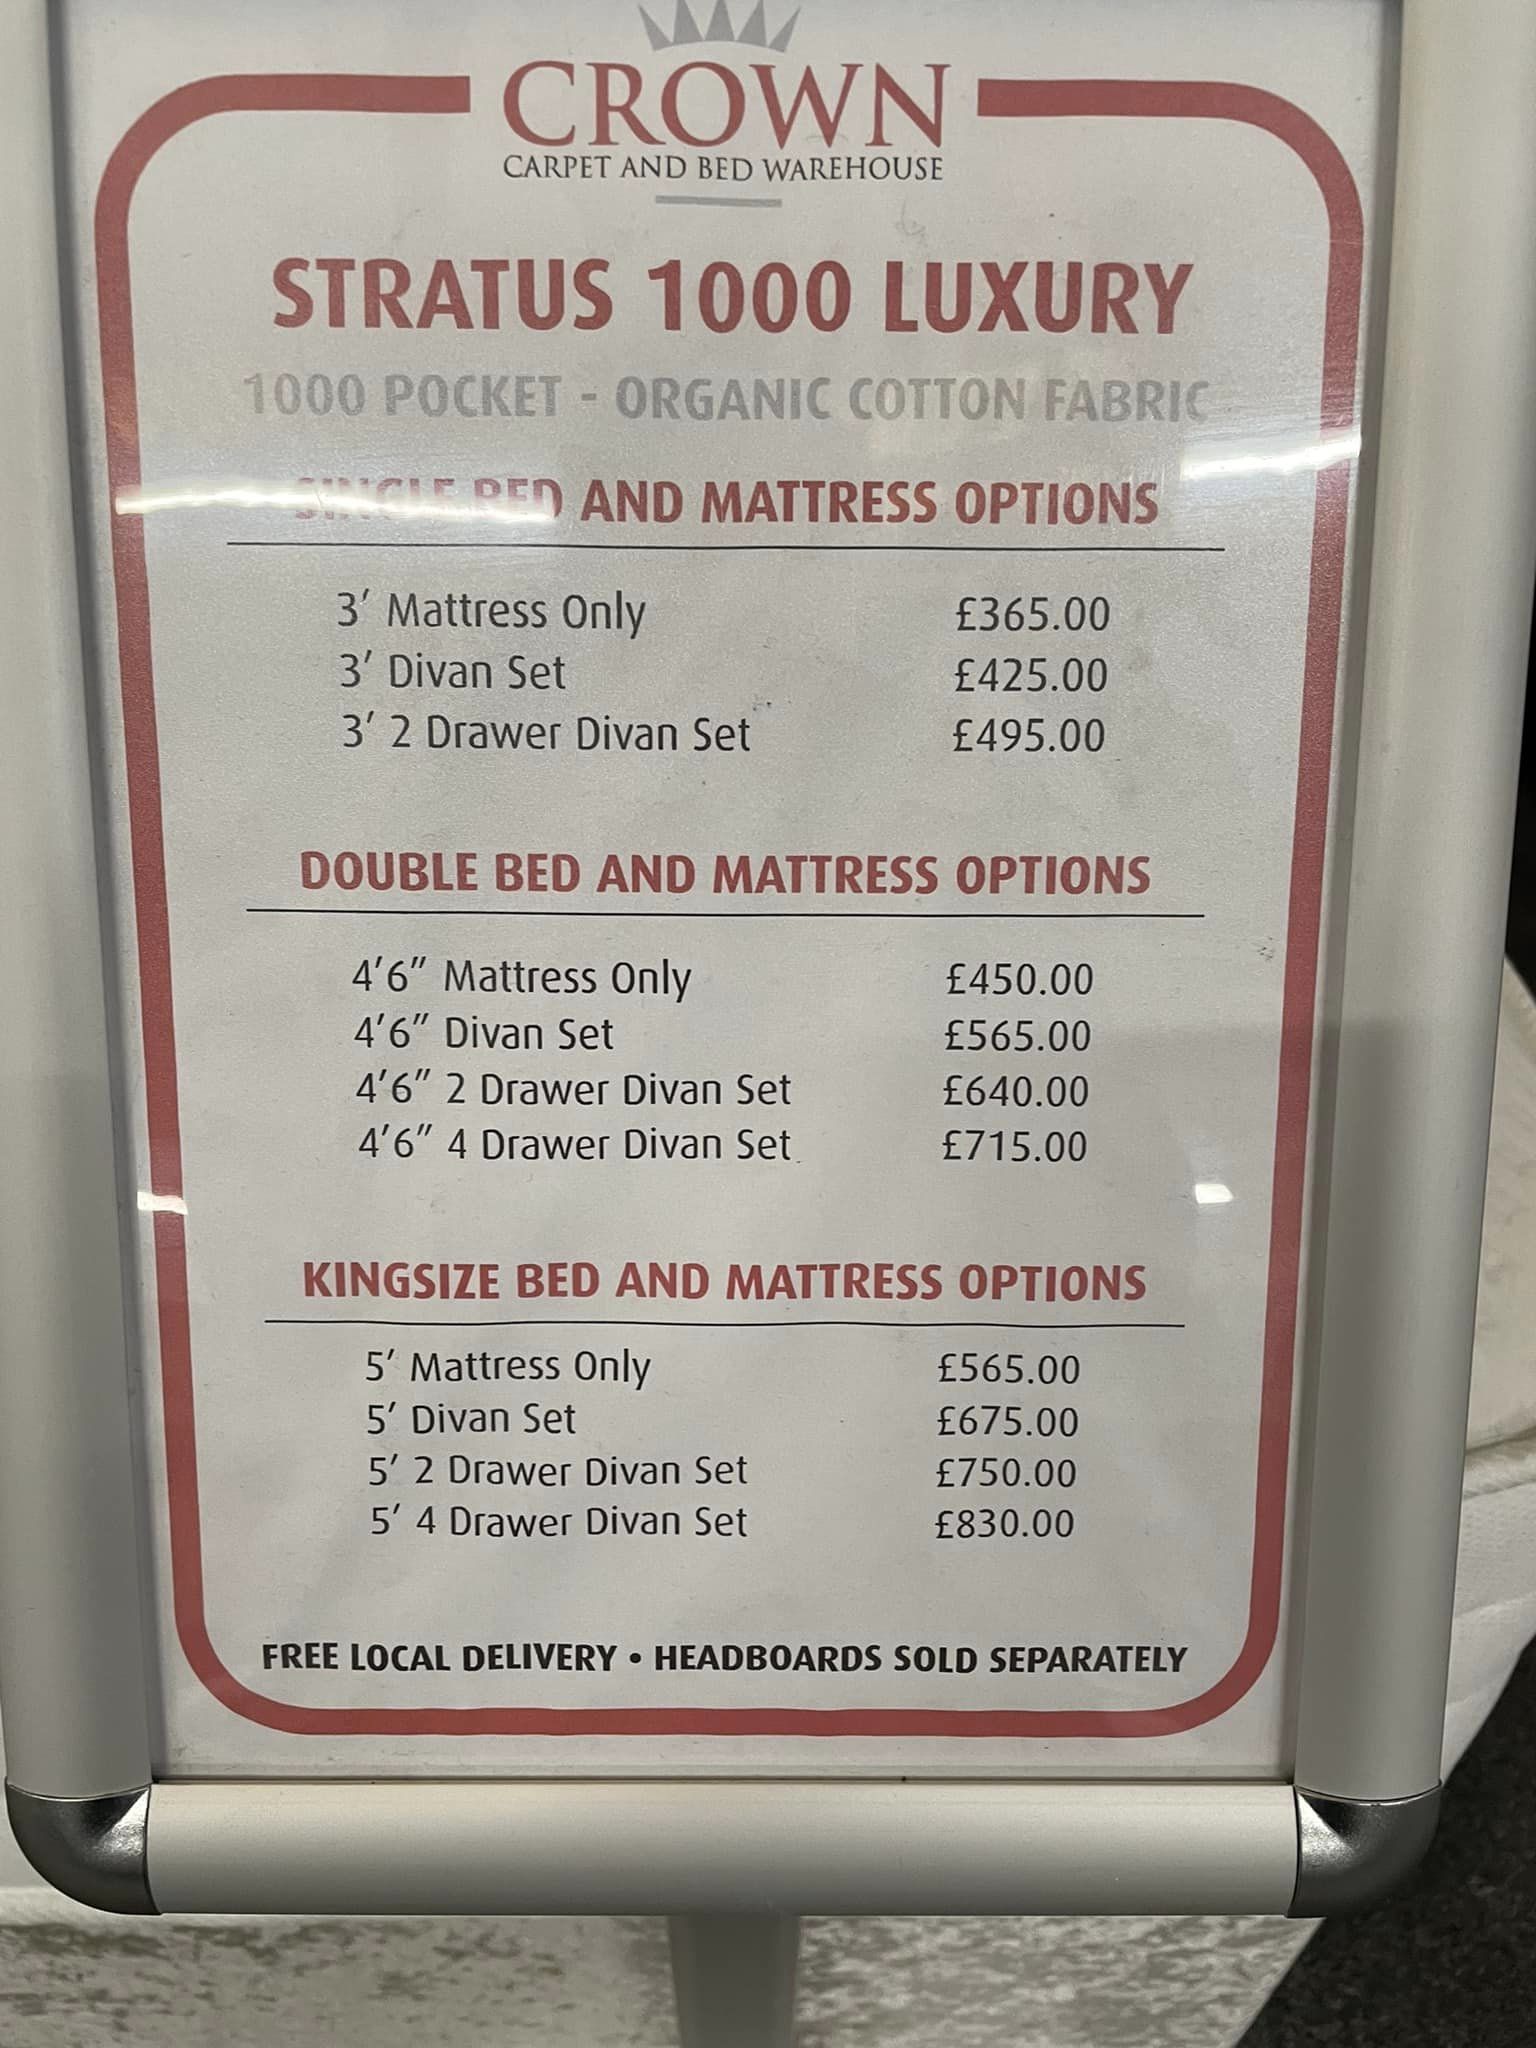 CROWN
CARPET AND BED WAREHOUSE
STRATUS 1000 LUXURY
1000 POCKET - ORGANIC COTTON FABRIC
SINGLE BED AND MATTRESS OPTIONS
3' Mattress Only £365.00
3' Divan Set £425.00
3' 2 Drawer Divan Set £495.00
DOUBLE BED AND MATTRESS OPTIONS
4'6" Mattress Only £450.00
4'6" Divan Set £565.00
4'6" 2 Drawer Divan Set £640.00
4'6" 4 Drawer Divan Set £715.00
KINGSIZE BED AND MATTRESS OPTIONS
5' Mattress Only £565.00
5' Divan Set £675.00
5' 2 Drawer Divan Set £750.00
5' 4 Drawer Divan Set £830.00
FREE LOCAL DELIVERY • HEADBOARDS SOLD SEPARATELY